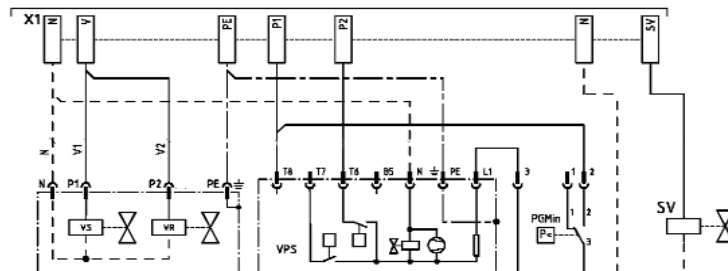 X1 N V PE P1 P2 N SV
N V1 V2
N P1 P2 PE T8 T7 T6 B5 N PE L1 3 1 2
VS VR VPS PGMin P< 1 2 3 SV